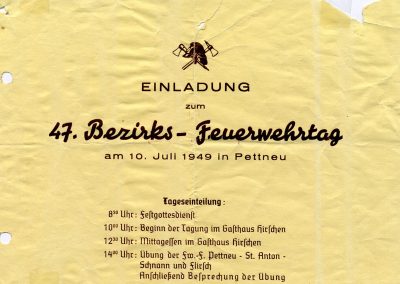 EINLADUNG
zum
47. Bezirks-Feuerwehrtag
am 10. Juli 1949 in Pettneu
Tageseinteilung:
8³⁰ Uhr: Festgottesdienst
10⁰⁰ Uhr: Beginn der Tagung im Gasthaus Hirschen
12³⁰ Uhr: Mittagessen im Gasthaus Hirschen
14⁰⁰ Uhr: Übung der Fw.-F. Pettneu - St. Anton -
Schnann und Flirsch
Anschließend Besprechung der Übung